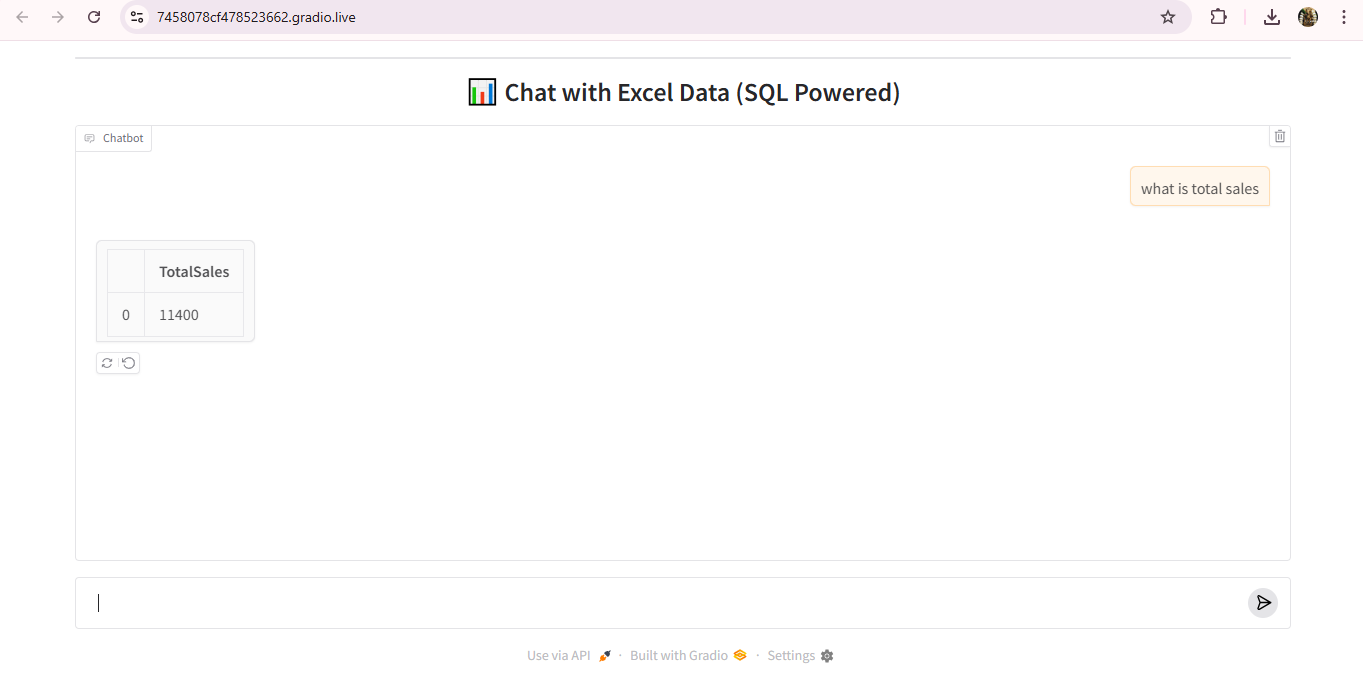 7458078cf478523662.gradio.live
Chat with Excel Data (SQL Powered)
Chatbot
what is total sales
TotalSales
0 11400
Use via API · Built with Gradio · Settings